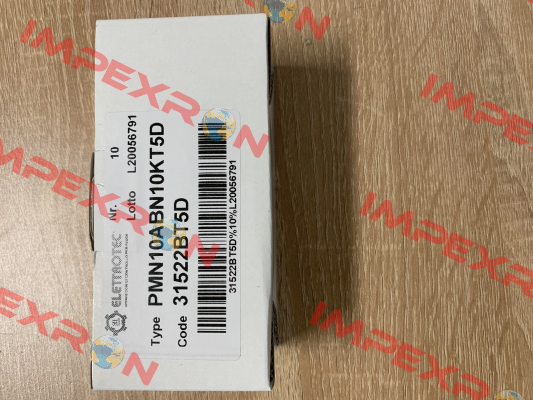 ELETTROTEC
Nr. 10
Lotto L20056791
Type PMN10ABN10KT5D
Code 31522BT5D
31522BT5D%10%L20056791
IMPEXRON
IMPEXRON
IMPEXRON
IMPEXRON
IMPEXRON
IMPEXRON